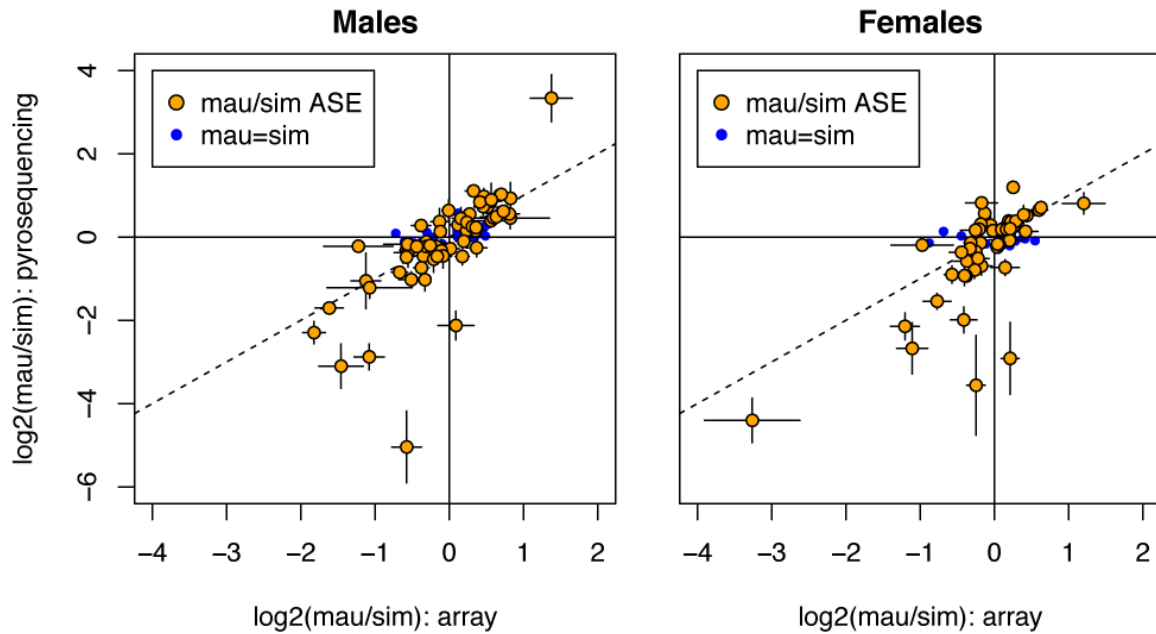 Males
Females
mau/sim ASE
mau=sim
mau/sim ASE
mau=sim
log2(mau/sim): pyrosequencing
4
2
0
−2
−4
−6
−4 −3 −2 −1 0 1 2
−4 −3 −2 −1 0 1 2
log2(mau/sim): array
log2(mau/sim): array